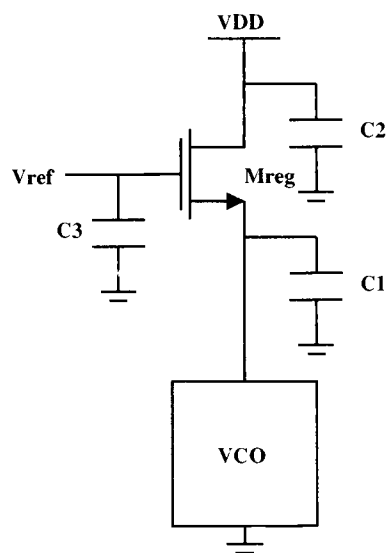 VDD
C2
Vref
Mreg
C3
C1
VCO